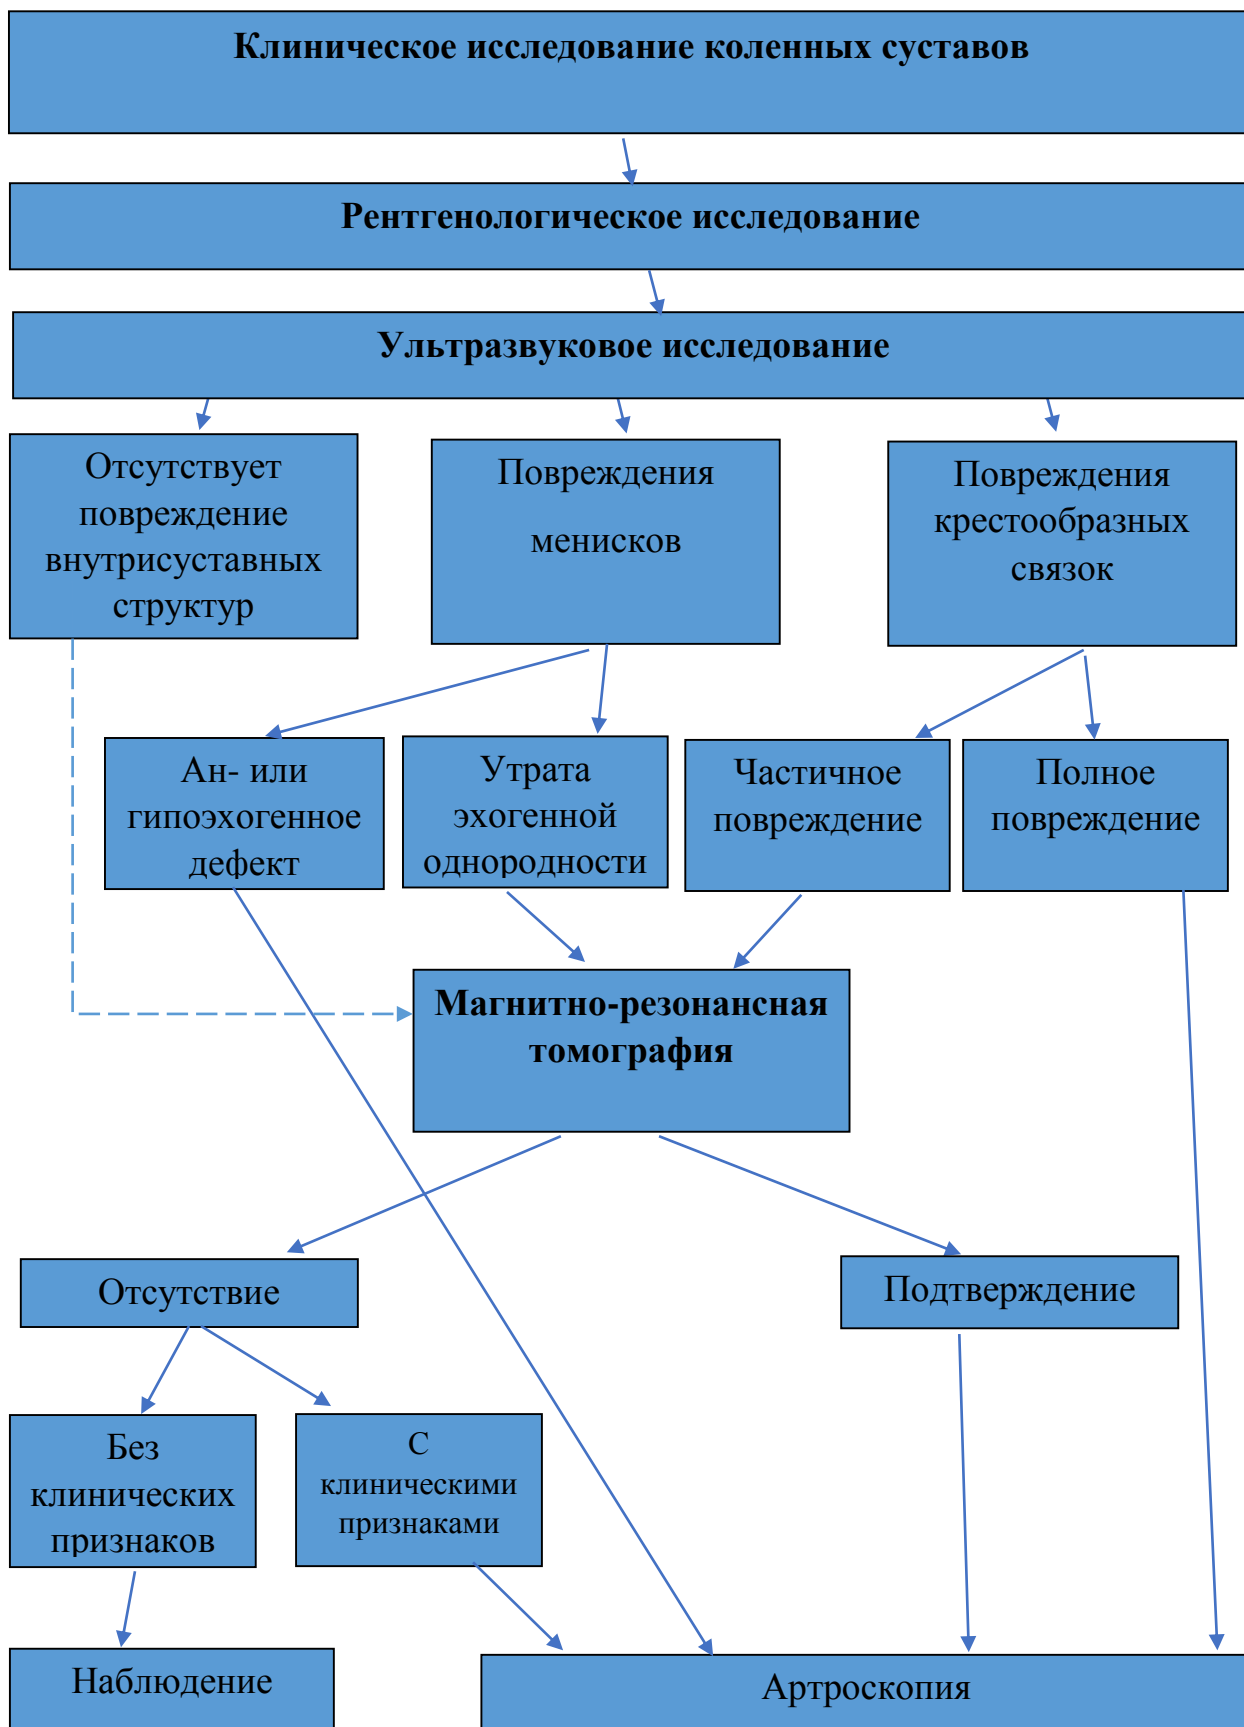 Клиническое исследование коленных суставов
Рентгенологическое исследование
Ультразвуковое исследование
Отсутствует
повреждение
внутрисуставных
структур
Повреждения
менисков
Повреждения
крестообразных
связок
Ан- или
гипоэхогенное
дефект
Утрата
эхогенной
однородности
Частичное
повреждение
Полное
повреждение
Магнитно-резонансная
томография
Отсутствие
Подтверждение
Без
клинических
признаков
С
клиническими
признаками
Наблюдение
Артроскопия